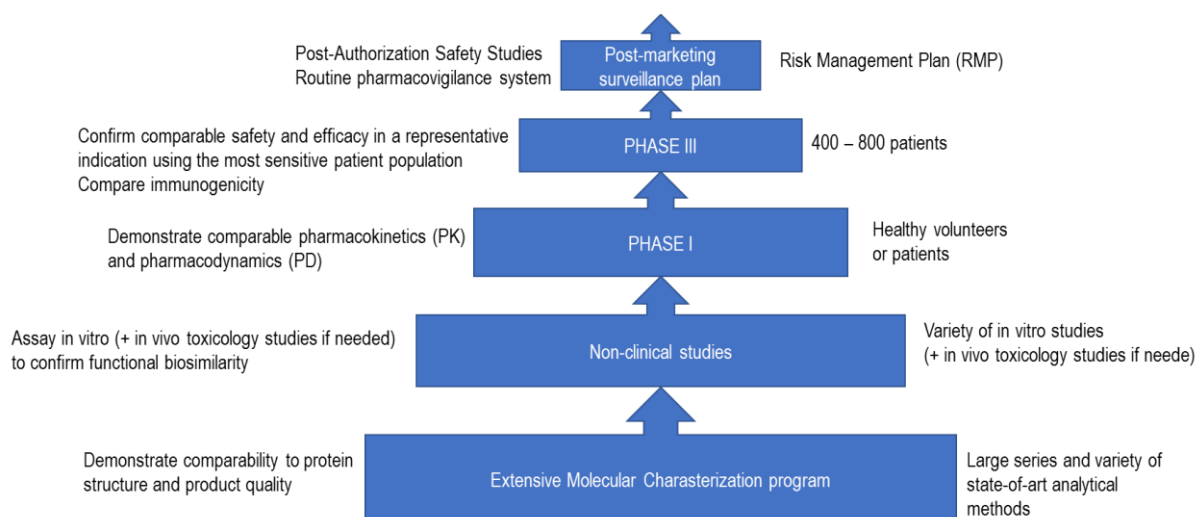 Post-Authorization Safety Studies
Routine pharmacovigilance system
Post-marketing
surveillance plan
Risk Management Plan (RMP)
Confirm comparable safety and efficacy in a representative
indication using the most sensitive patient population
Compare immunogenicity
PHASE III
400 – 800 patients
Demonstrate comparable pharmacokinetics (PK)
and pharmacodynamics (PD)
PHASE I
Healthy volunteers
or patients
Assay in vitro (+ in vivo toxicology studies if needed)
to confirm functional biosimilarity
Non-clinical studies
Variety of in vitro studies
(+ in vivo toxicology studies if neede)
Demonstrate comparability to protein
structure and product quality
Extensive Molecular Charasterization program
Large series and variety of
state-of-art analytical
methods